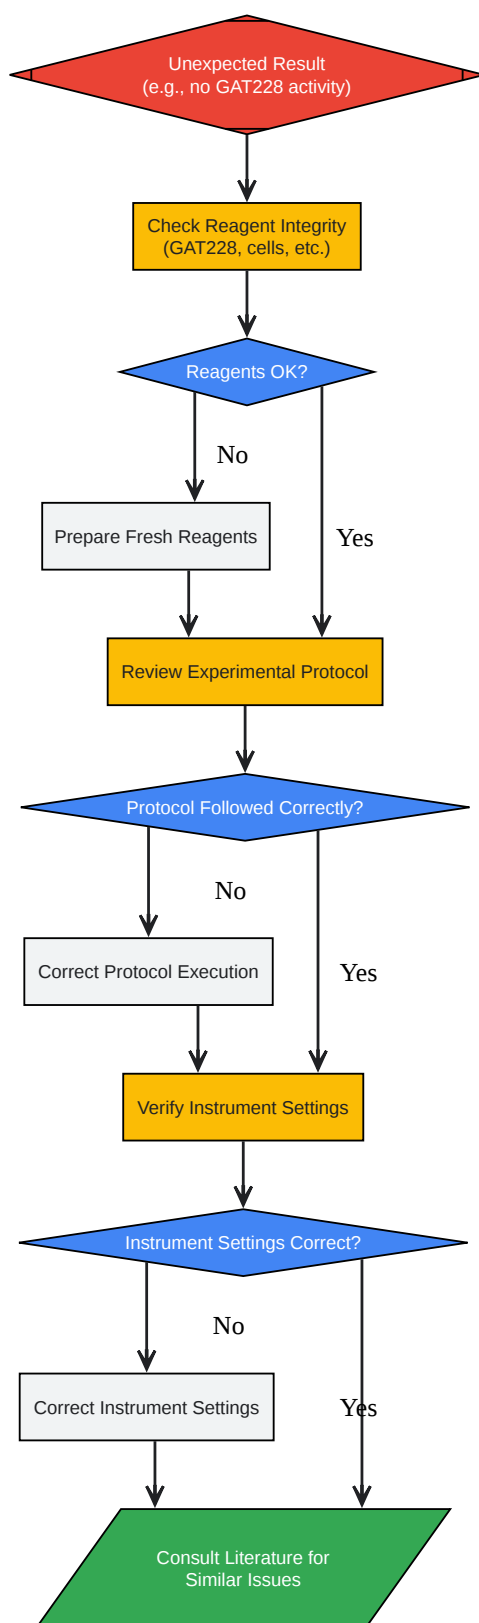 Unexpected Result
(e.g., no GAT228 activity)
Check Reagent Integrity
(GAT228, cells, etc.)
Reagents OK?
No
Prepare Fresh Reagents
Yes
Review Experimental Protocol
Protocol Followed Correctly?
No
Correct Protocol Execution
Yes
Verify Instrument Settings
Instrument Settings Correct?
No
Correct Instrument Settings
Yes
Consult Literature for
Similar Issues